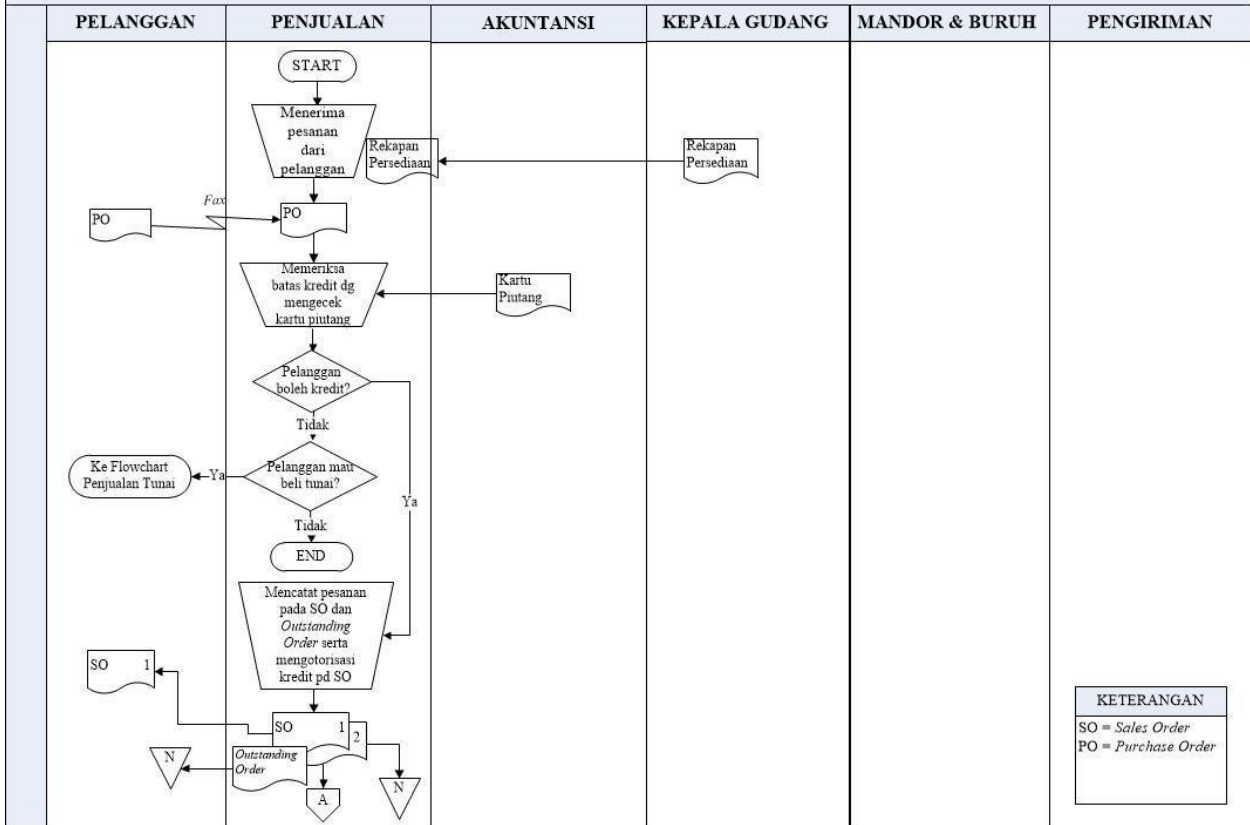 PELANGGAN
PENJUALAN
AKUNTANSI
KEPALA GUDANG
MANDOR & BURUH
PENGIRIMAN
START
Menerima
pesanan
dari
pelanggan
Rekapan
Persediaan
Rekapan
Persediaan
Fax
PO
PO
Memeriksa
batas kredit dg
mengecek
kartu piutang
Kartu
Piutang
Pelanggan
boleh kredit?
Tidak
Ke Flowchart
Penjualan Tunai
Ya
Pelanggan mau
beli tunai?
Ya
Tidak
END
Mencatat pesanan
pada SO dan
Outstanding
Order serta
mengotorisasi
kredit pd SO
SO 1
SO 1
2
N
Outstanding
Order
A
N
KETERANGAN
SO = Sales Order
PO = Purchase Order